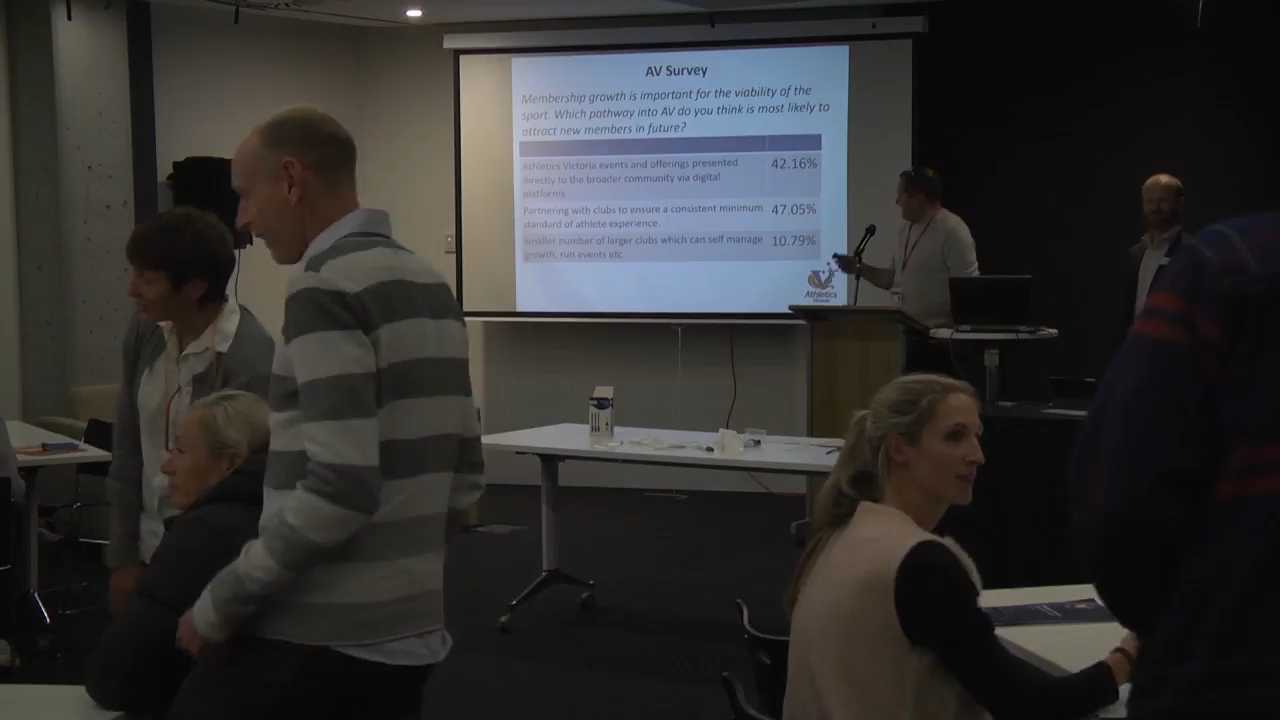 AV Survey
Membership growth is important for the viability of the
sport. Which pathway into AV do you think is most likely to
attract new members in future?
Athletics Victoria events and offerings presented
directly to the broader community via digital
platforms.
42.16%
Partnering with clubs to ensure a consistent minimum
standard of athlete experience.
47.05%
Smaller number of larger clubs which can self manage
growth, run events etc.
10.79%
Athletics